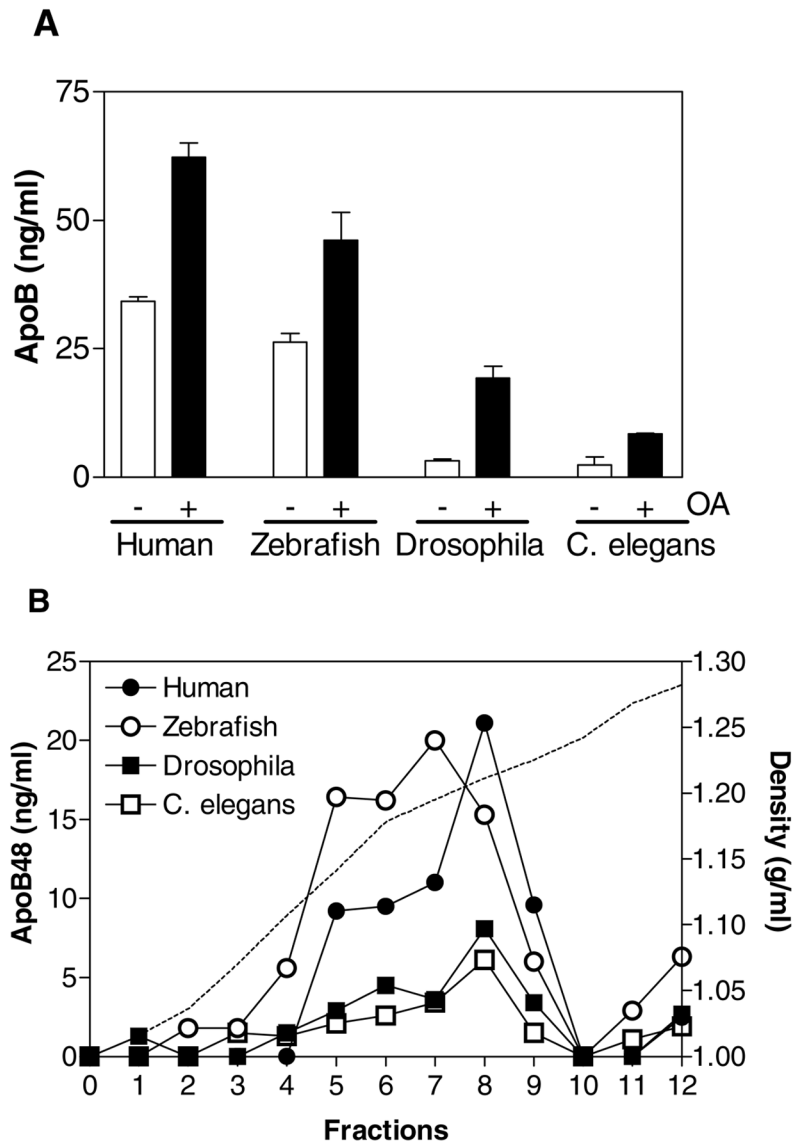 A
ApoB (ng/ml)
75
50
25
0
- + - + - + - + OA
Human Zebrafish Drosophila C. elegans
B
ApoB48 (ng/ml)
25
20
15
10
5
0
Human
Zebrafish
Drosophila
C. elegans
1.30
1.25
1.20
1.15
1.10
1.05
1.00
Density (g/ml)
0 1 2 3 4 5 6 7 8 9 10 11 12
Fractions